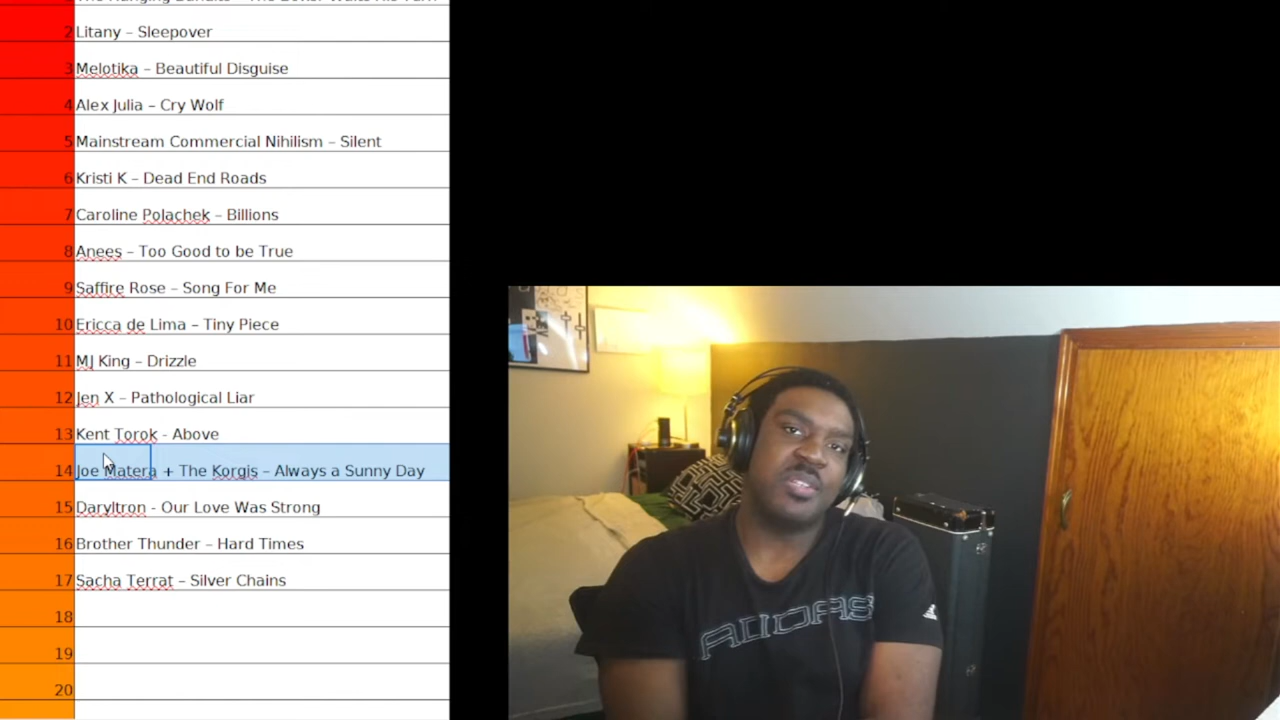 2 Litany – Sleepover
3 Melotika – Beautiful Disguise
4 Alex Julia – Cry Wolf
5 Mainstream Commercial Nihilism – Silent
6 Kristi K – Dead End Roads
7 Caroline Polachek – Billions
8 Anees – Too Good to be True
9 Saffire Rose – Song For Me
10 Ericca de Lima – Tiny Piece
11 MJ King – Drizzle
12 Jen X – Pathological Liar
13 Kent Torok - Above
14 Joe Matera + The Korgis – Always a Sunny Day
15 Daryltron - Our Love Was Strong
16 Brother Thunder – Hard Times
17 Sacha Terrat – Silver Chains
18
19
20
ADIDAS